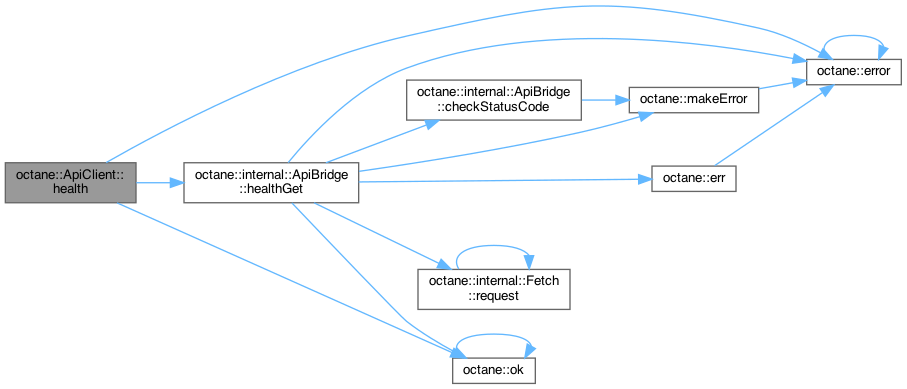 octane::ApiClient::
health
octane::internal::ApiBridge
::healthGet
octane::internal::ApiBridge
::checkStatusCode
octane::makeError
octane::error
octane::err
octane::internal::Fetch
::request
octane::ok